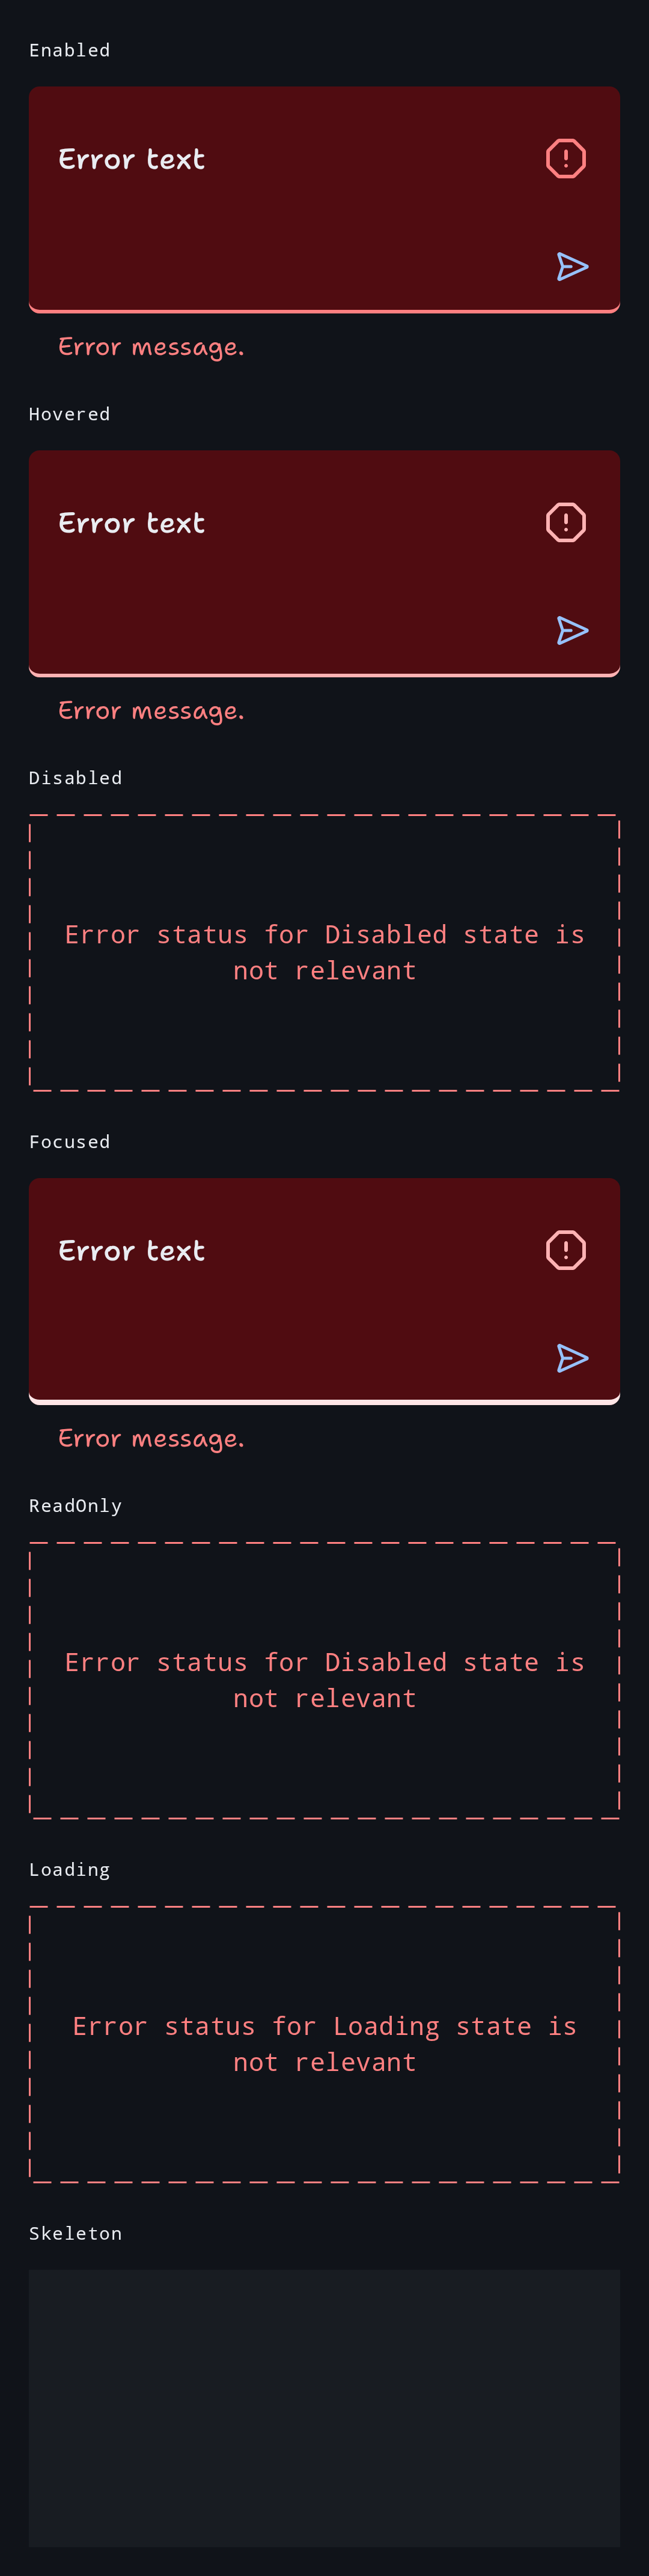 Enabled
Error text
Error message.
Hovered
Error text
Error message.
Disabled
Error status for Disabled state is
not relevant
Focused
Error text
Error message.
ReadOnly
Error status for Disabled state is
not relevant
Loading
Error status for Loading state is
not relevant
Skeleton